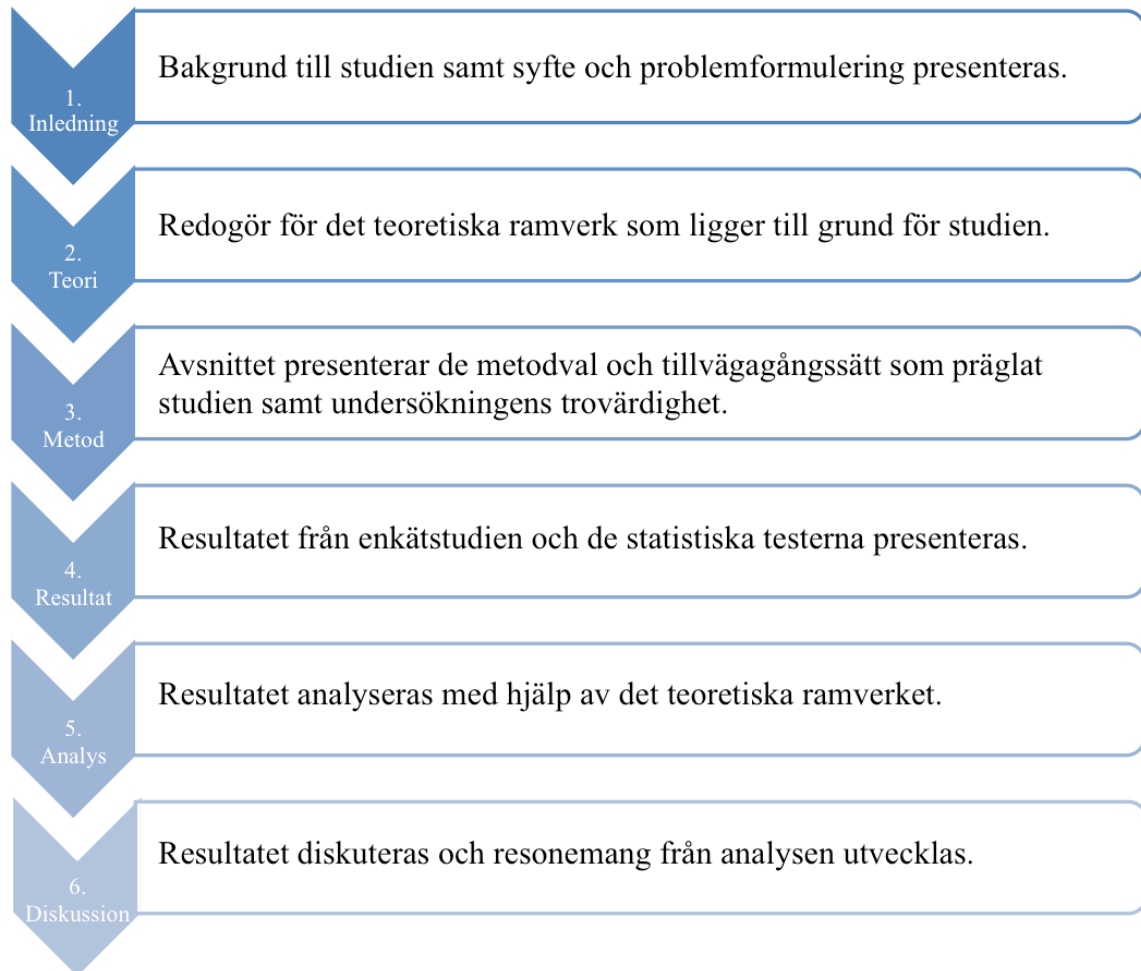 1.
Inledning
Bakgrund till studien samt syfte och problemformulering presenteras.
2.
Teori
Redogör för det teoretiska ramverk som ligger till grund för studien.
3.
Metod
Avsnittet presenterar de metodval och tillvägagångssätt som präglat
studien samt undersökningens trovärdighet.
4.
Resultat
Resultatet från enkätstudien och de statistiska testerna presenteras.
5.
Analys
Resultatet analyseras med hjälp av det teoretiska ramverket.
6.
Diskussion
Resultatet diskuteras och resonemang från analysen utvecklas.